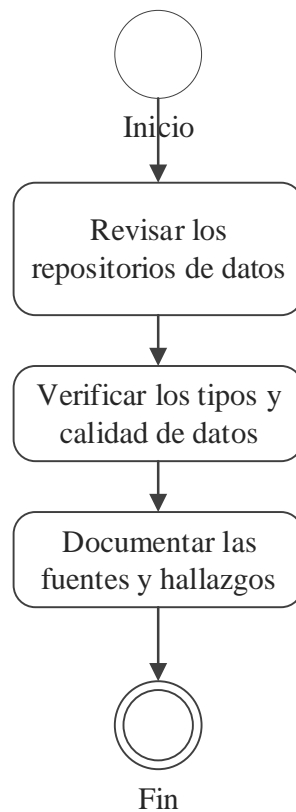 Inicio
Revisar los
repositorios de datos
Verificar los tipos y
calidad de datos
Documentar las
fuentes y hallazgos
Fin